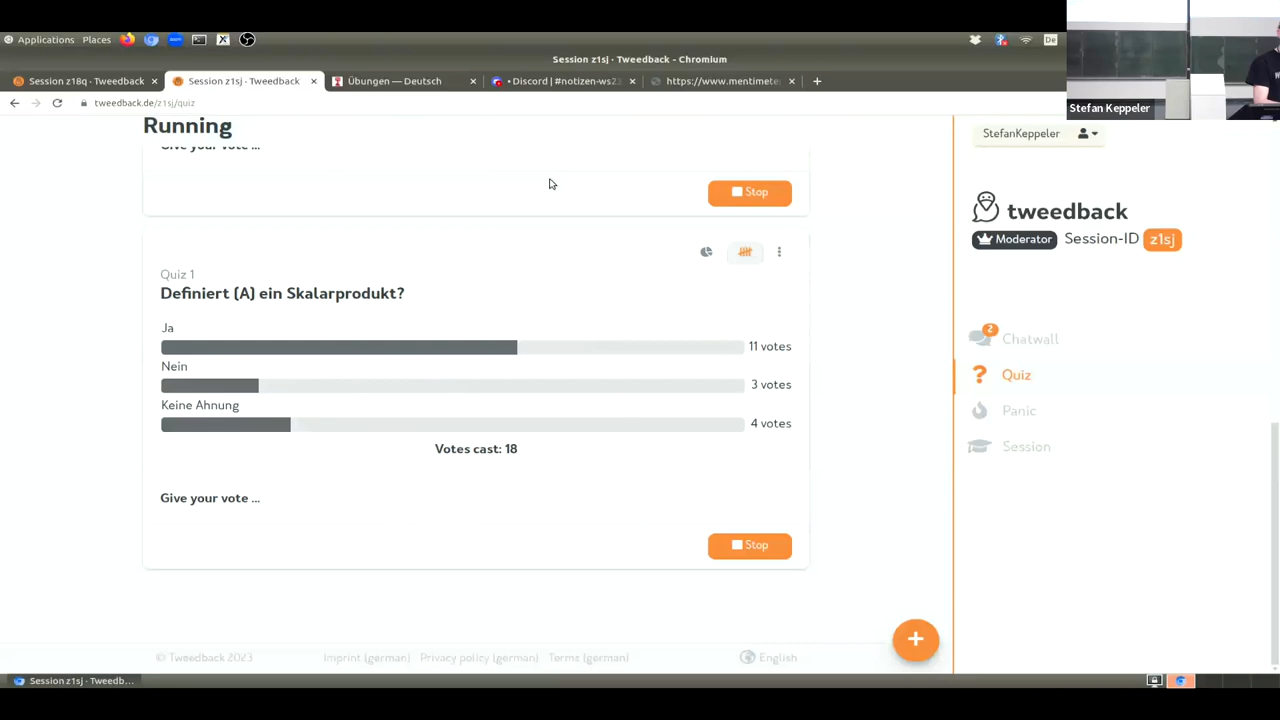 Applications Places De
Session z1sj - Tweedback - Chromium
Session z18q - Tweedback × Session z1sj - Tweedback × Übungen — Deutsch × • Discord | #notizen-ws23 × https://www.mentimete × +
tweedback.de/z1sj/quiz
Stefan Keppeler
Running
Give your vote ...
Stop
Quiz 1
Definiert (A) ein Skalarprodukt?
Ja
11 votes
Nein
3 votes
Keine Ahnung
4 votes
Votes cast: 18
Give your vote ...
Stop
StefanKeppeler
tweedback
Moderator Session-ID z1sj
2
Chatwall
? Quiz
Panic
Session
+
© Tweedback 2023 Imprint (german) Privacy policy (german) Terms (german) English
Session z1sj - Tweedb...